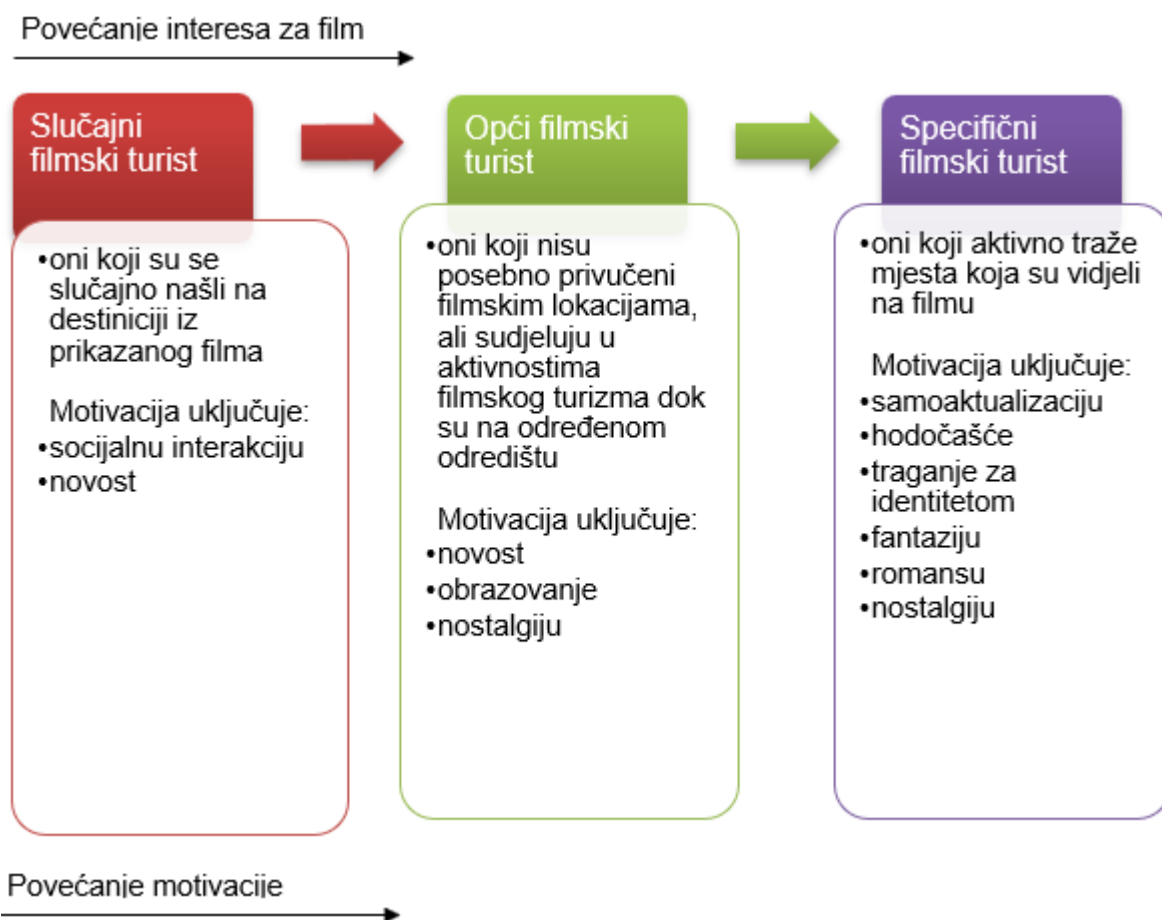 Povećanje interesa za film
Slučajni
filmski turist
•oni koji su se
slučajno našli na
destiniciji iz
prikazanog filma
Motivacija uključuje:
•socijalnu interakciju
•novost
Opći filmski
turist
•oni koji nisu
posebno privučeni
filmskim lokacijama,
ali sudjeluju u
aktivnostima
filmskog turizma dok
su na određenom
odredištu
Motivacija uključuje:
•novost
•obrazovanje
•nostalgiju
Specifični
filmski turist
•oni koji aktivno traže
mjesta koja su vidjeli
na filmu
Motivacija uključuje:
•samoaktualizaciju
•hodočašće
•traganje za
identitetom
•fantaziju
•romansu
•nostalgiju
Povećanje motivacije